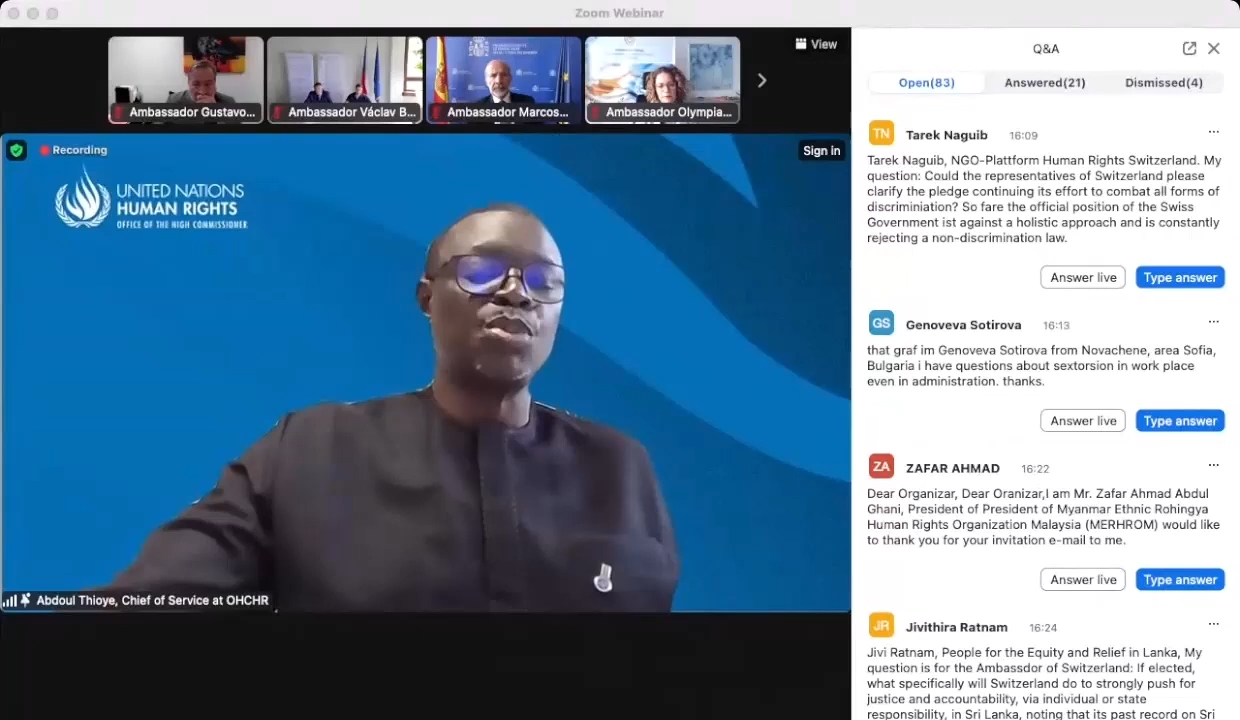 Zoom Webinar
View
Ambassador Gustavo...
Ambassador Václav B...
Ambassador Marcos...
Ambassador Olympia...
Recording
Sign in
UNITED NATIONS
HUMAN RIGHTS
OFFICE OF THE HIGH COMMISSIONER
Abdoul Thioye, Chief of Service at OHCHR
Q&A
Open(83)
Answered(21)
Dismissed(4)
TN
Tarek Naguib 16:09
Tarek Naguib, NGO-Plattform Human Rights Switzerland. My
question: Could the representatives of Switzerland please
clarify the pledge continuing its effort to combat all forms of
discriminiation? So fare the official position of the Swiss
Government ist against a holistic approach and is constantly
rejecting a non-discrimination law.
Answer live
Type answer
GS
Genoveva Sotirova 16:13
that graf im Genoveva Sotirova from Novachene, area Sofia,
Bulgaria i have questions about sextorsion in work place
even in administration. thanks.
Answer live
Type answer
ZA
ZAFAR AHMAD 16:22
Dear Organizar, Dear Oranizar,I am Mr. Zafar Ahmad Abdul
Ghani, President of President of Myanmar Ethnic Rohingya
Human Rights Organization Malaysia (MERHROM) would like
to thank you for your invitation e-mail to me.
Answer live
Type answer
JR
Jivithira Ratnam 16:24
Jivi Ratnam, People for the Equity and Relief in Lanka, My
question is for the Ambassdor of Switzerland: If elected,
what specifically will Switzerland do to strongly push for
justice and accountability, via individual or state
responsibility, in Sri Lanka, noting that its past record on Sri